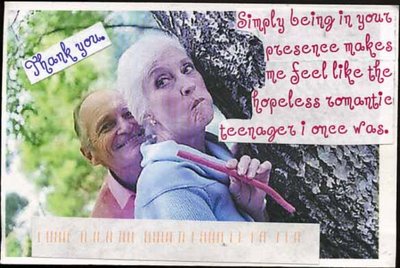 Thank you.
Simply being in your
presence makes
me feel like the
hopeless romantic
teenager i once was.